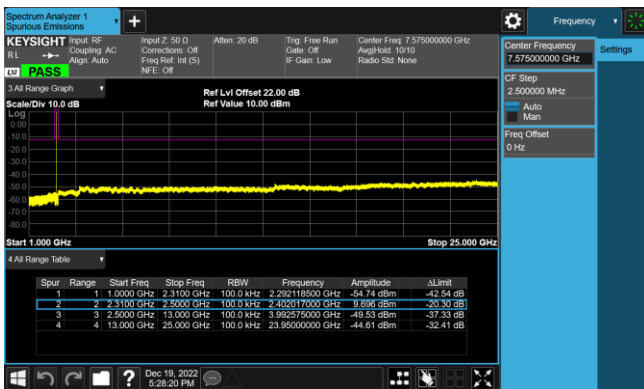 Spectrum Analyzer 1
Spurious Emissions
Frequency
KEYSIGHT
R L
LXI PASS
Input: RF
Coupling: AC
Align: Auto
Input Z: 50 Ω
Corrections: Off
Freq Ref: Int (S)
NFE: Off
Atten: 20 dB
Trig: Free Run
Gate: Off
IF Gain: Low
Center Freq: 7.575000000 GHz
Avg|Hold: 10/10
Radio Std: None
Center Frequency
7.575000000 GHz
Settings
CF Step
2.500000 MHz
Auto
Man
Freq Offset
0 Hz
3 All Range Graph
Scale/Div 10.0 dB
Ref Lvl Offset 22.00 dB
Ref Value 10.00 dBm
Log
0.00
-10.0
-20.0
-30.0
-40.0
-50.0
-60.0
-70.0
-80.0
Start 1.000 GHz
Stop 25.000 GHz
4 All Range Table
Spur Range Start Freq Stop Freq RBW Frequency Amplitude ΔLimit
1 1 1.0000 GHz 2.3100 GHz 100.0 kHz 2.292118500 GHz -54.74 dBm -42.54 dB
2 2 2.3100 GHz 2.5000 GHz 100.0 kHz 2.402017000 GHz 9.696 dBm -20.30 dB
3 3 2.5000 GHz 13.000 GHz 100.0 kHz 3.992575000 GHz -49.53 dBm -37.33 dB
4 4 13.000 GHz 25.000 GHz 100.0 kHz 23.95000000 GHz -44.61 dBm -32.41 dB
Dec 19, 2022
5:28:20 PM